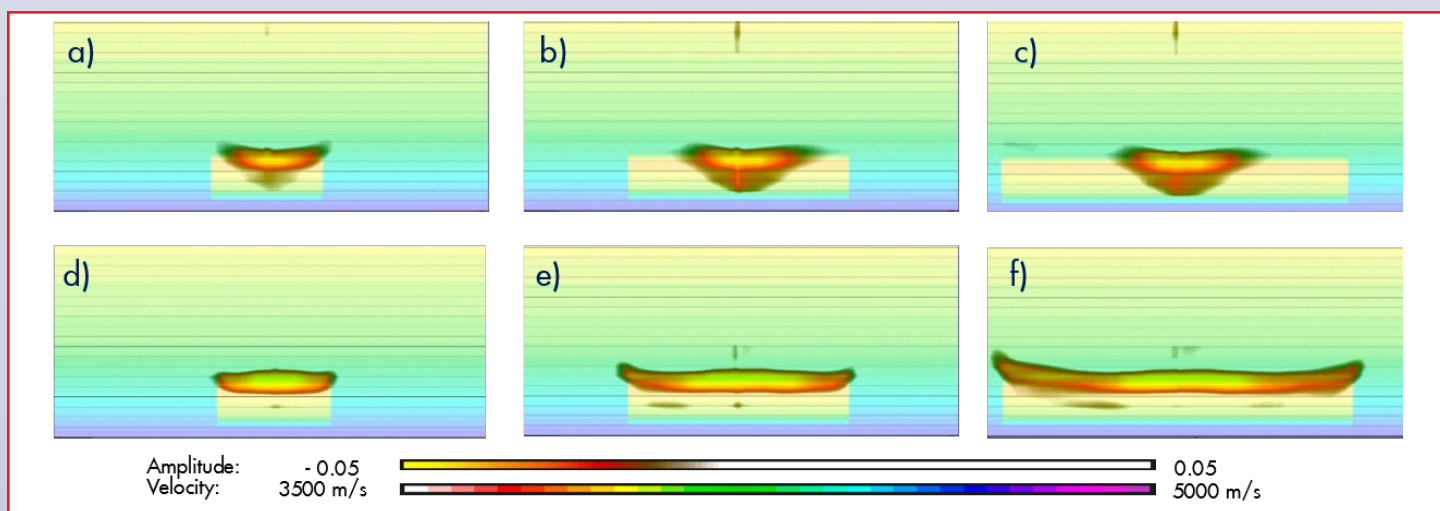 a)
b)
c)
d)
e)
f)
Amplitude: - 0.05 0.05
Velocity: 3500 m/s 5000 m/s